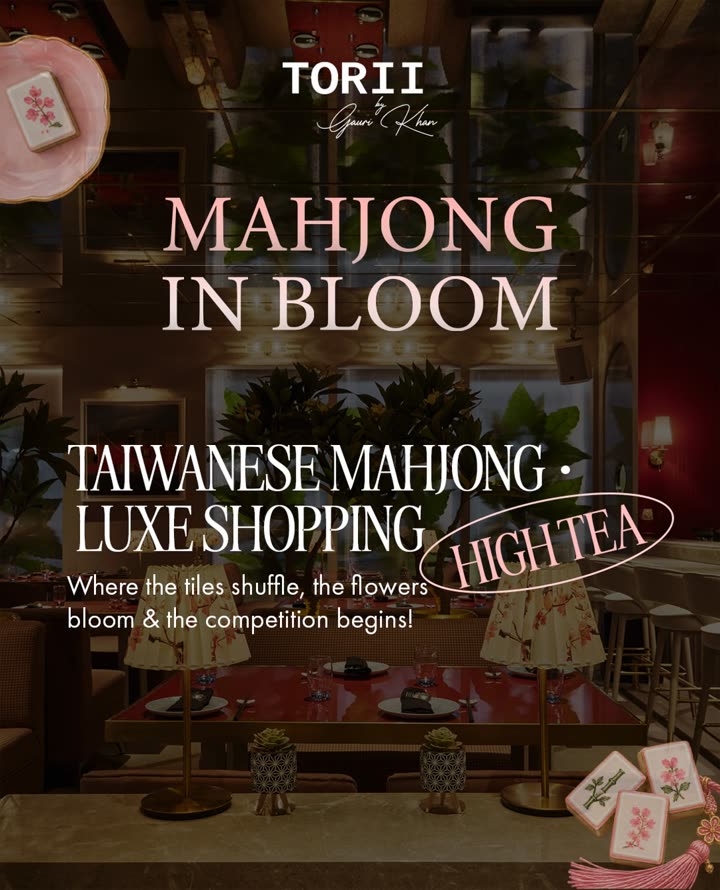 TORII
by
Gauri Khan
MAHJONG
IN BLOOM
TAIWANESE MAHJONG •
LUXE SHOPPING
HIGH TEA
Where the tiles shuffle, the flowers
bloom & the competition begins!